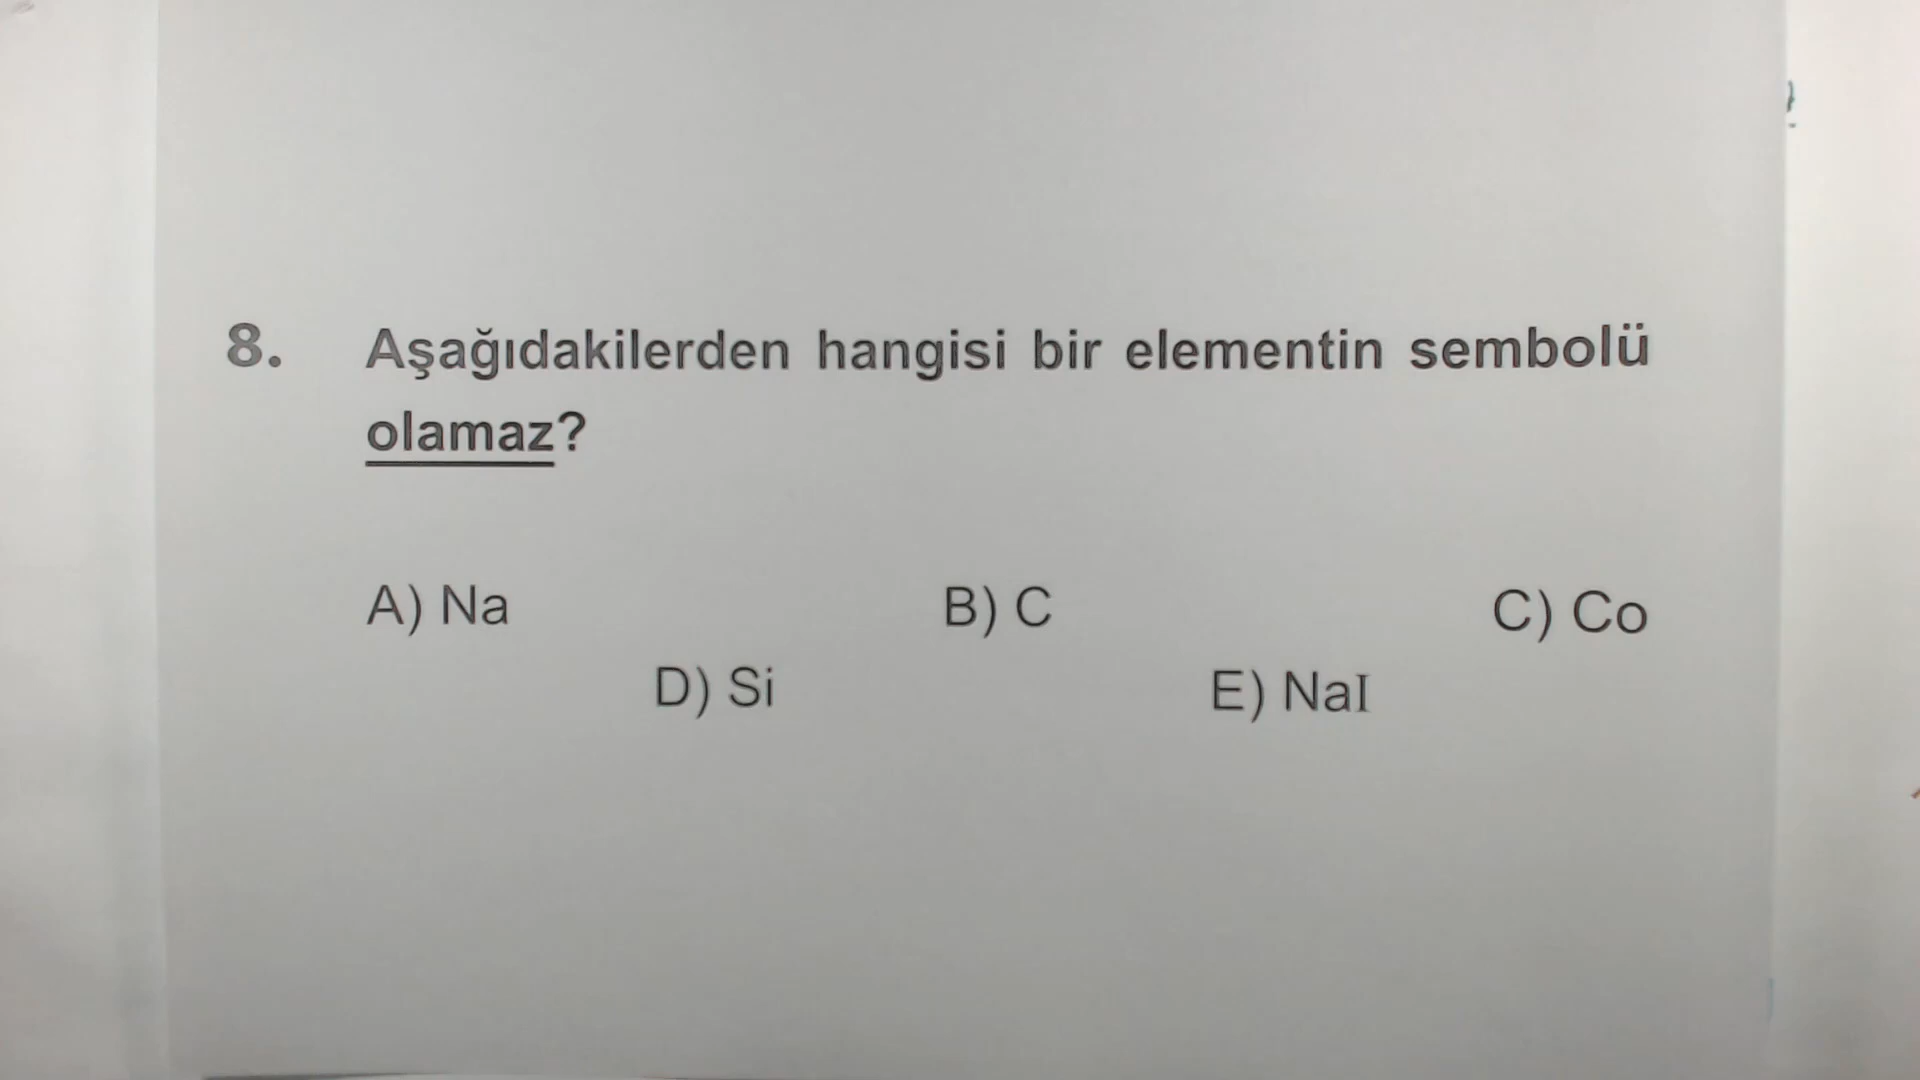 8. Aşağıdakilerden hangisi bir elementin sembolü
olamaz?
A) Na B) C C) Co
D) Si E) NaI